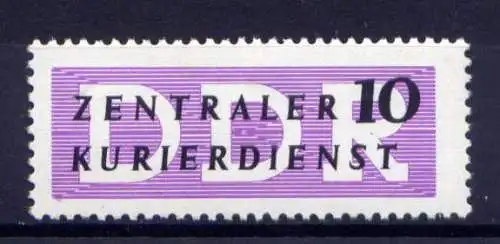 DDR
ZENTRALER 10
KURIERDIENST